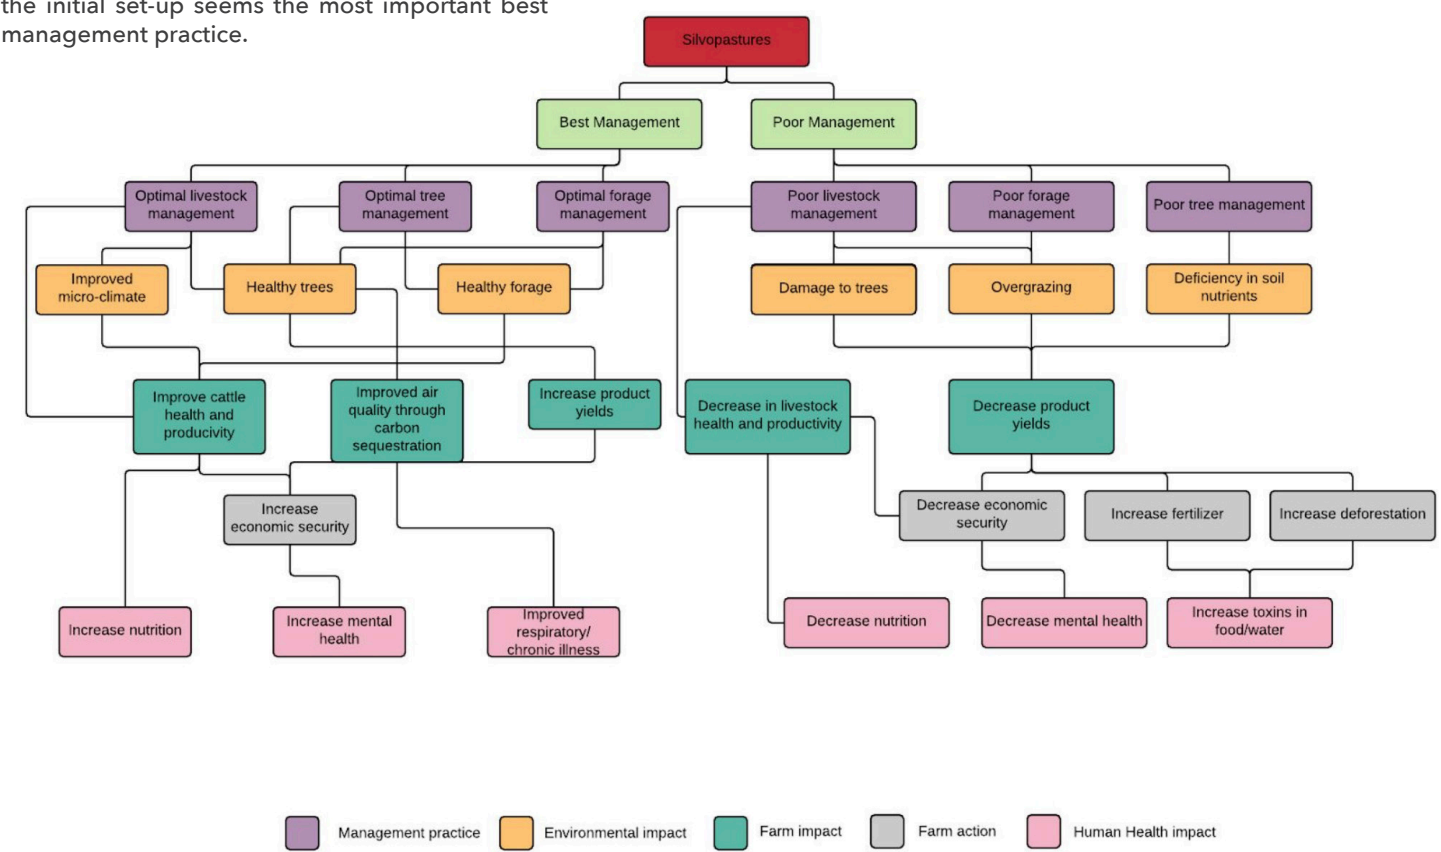 the initial set-up seems the most important best
management practice.
Silvopastures
Best Management
Poor Management
Optimal livestock
management
Optimal tree
management
Optimal forage
management
Poor livestock
management
Poor forage
management
Poor tree management
Improved
micro-climate
Healthy trees
Healthy forage
Damage to trees
Overgrazing
Deficiency in soil
nutrients
Improve cattle
health and
producivity
Improved air
quality through
carbon
sequestration
Increase product
yields
Decrease in livestock
health and productivity
Decrease product
yields
Increase
economic security
Decrease economic
security
Increase fertilizer
Increase deforestation
Increase nutrition
Increase mental
health
Improved
respiratory/
chronic illness
Decrease nutrition
Decrease mental health
Increase toxins in
food/water
Management practice
Environmental impact
Farm impact
Farm action
Human Health impact